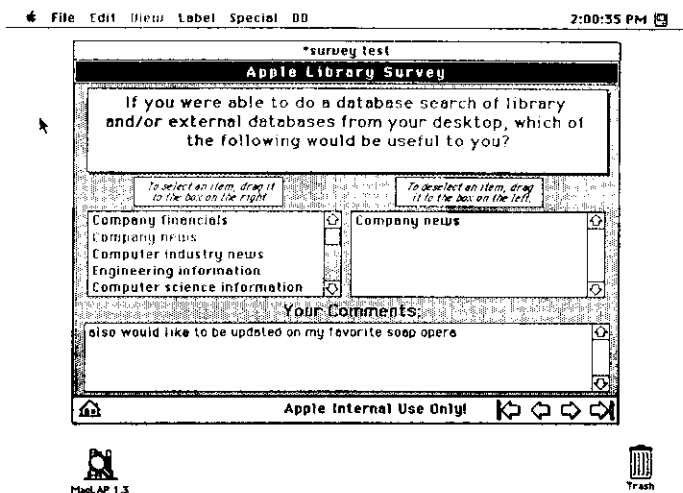 File Edit View Label Special DD 2:00:35 PM
*survey test
Apple Library Survey
If you were able to do a database search of library
and/or external databases from your desktop, which of
the following would be useful to you?
To select an item, drag it
to the box on the right
To deselect an item, drag
it to the box on the left.
Company financials
Company news
Computer industry news
Engineering information
Computer science information
Company news
Your Comments:
also would like to be updated on my favorite soap opera
Apple Internal Use Only!
1.3
Trash